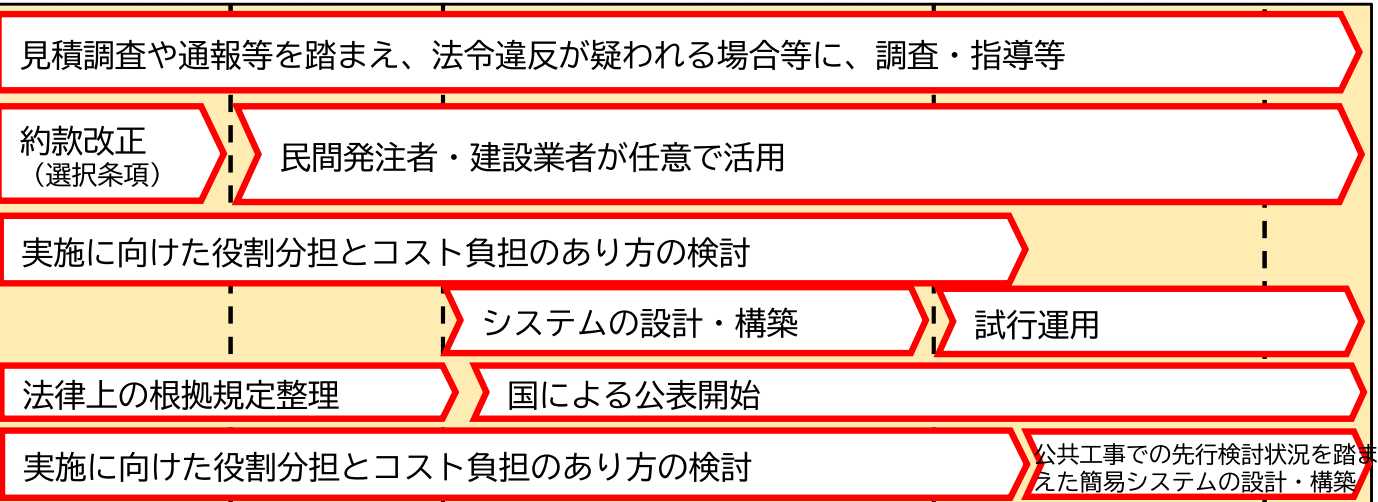 見積調査や通報等を踏まえ、法令違反が疑われる場合等に、調査・指導等
約款改正
（選択条項）
民間発注者・建設業者が任意で活用
実施に向けた役割分担とコスト負担のあり方の検討
システムの設計・構築
試行運用
法律上の根拠規定整理
国による公表開始
実施に向けた役割分担とコスト負担のあり方の検討
公共工事での先行検討状況を踏ま
えた簡易システムの設計・構築